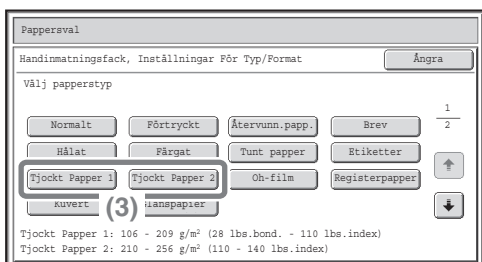 Pappersval
Handinmatningsfack, Inställningar För Typ/Format Ångra
Välj papperstyp
1
Normalt Förtryckt Återvunn.papp. Brev 2
Hålat Färgat Tunt papper Etiketter
Tjockt Papper 1 Tjockt Papper 2 Oh-film Registerpapper
Kuvert (3) Glanspapier
Tjockt Papper 1: 106 - 209 g/m² (28 lbs.bond. - 110 lbs.index)
Tjockt Papper 2: 210 - 256 g/m² (110 - 140 lbs.index)